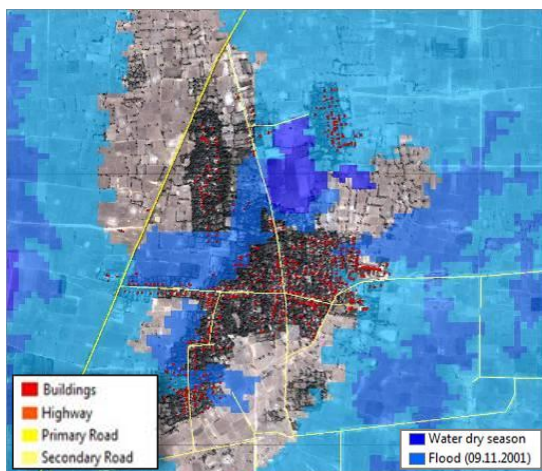 Buildings
Highway
Primary Road
Secondary Road
Water dry season
Flood (09.11.2001)